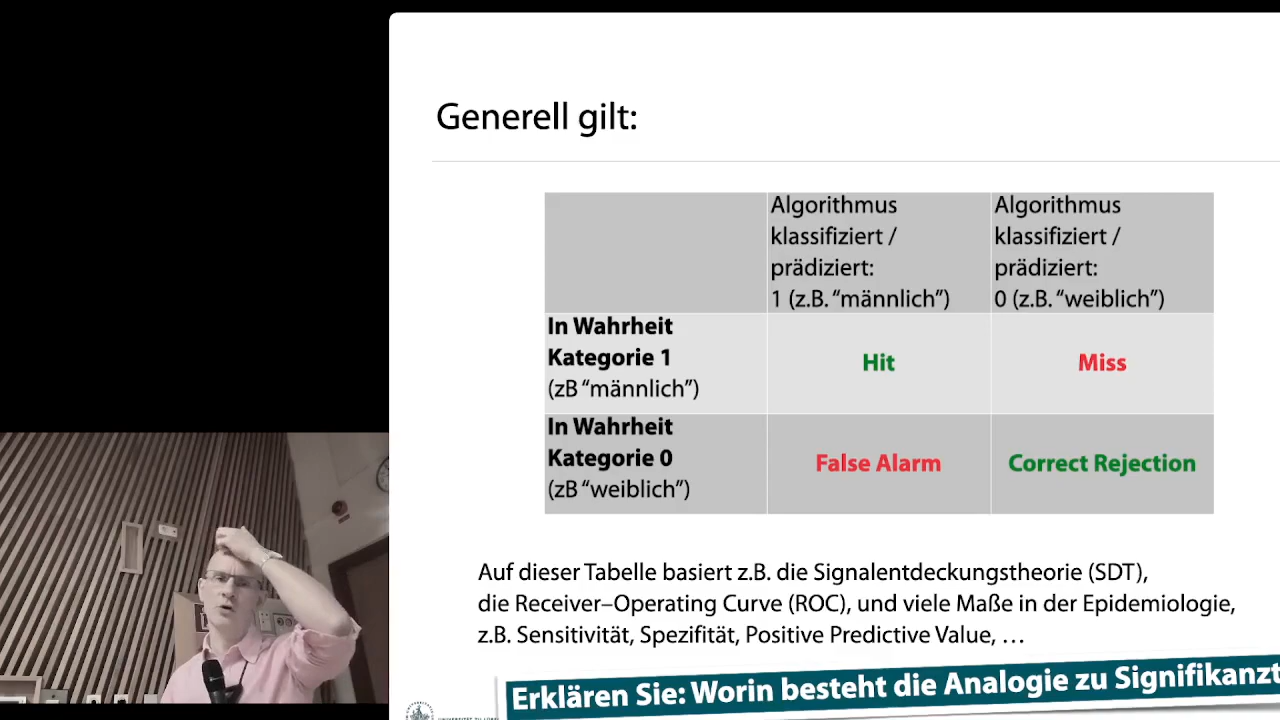 Generell gilt:
Algorithmus
klassifiziert /
prädiziert:
1 (z.B. “männlich”)
Algorithmus
klassifiziert /
prädiziert:
0 (z.B. “weiblich”)
In Wahrheit
Kategorie 1
(zB “männlich”)
Hit
Miss
In Wahrheit
Kategorie 0
(zB “weiblich”)
False Alarm
Correct Rejection
Auf dieser Tabelle basiert z.B. die Signalentdeckungstheorie (SDT),
die Receiver–Operating Curve (ROC), und viele Maße in der Epidemiologie,
z.B. Sensitivität, Spezifität, Positive Predictive Value, …
Erklären Sie: Worin besteht die Analogie zu Signifikanzt